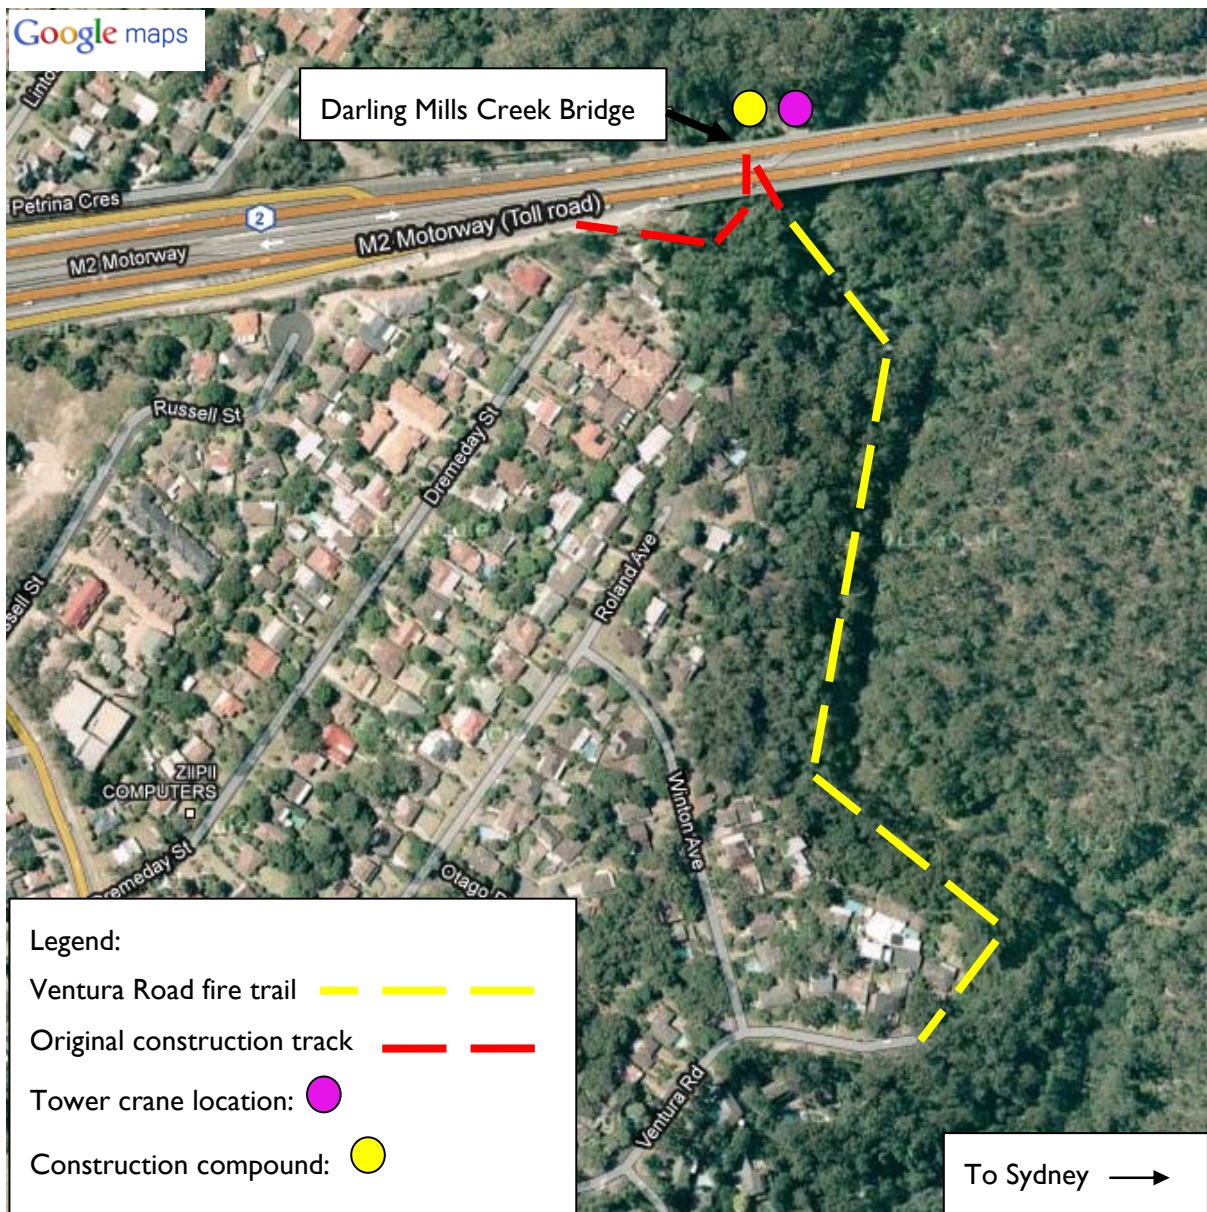 Google maps
Darling Mills Creek Bridge
Petrina Cres
2
M2 Motorway (Toll road)
M2 Motorway
Russell St
Dremeday St
Roland Ave
ZIIPII
COMPUTERS
Winton Ave
Dremeday St
Otago
Legend:
Ventura Road fire trail
Original construction track
Tower crane location:
Construction compound:
Ventura Rd
To Sydney